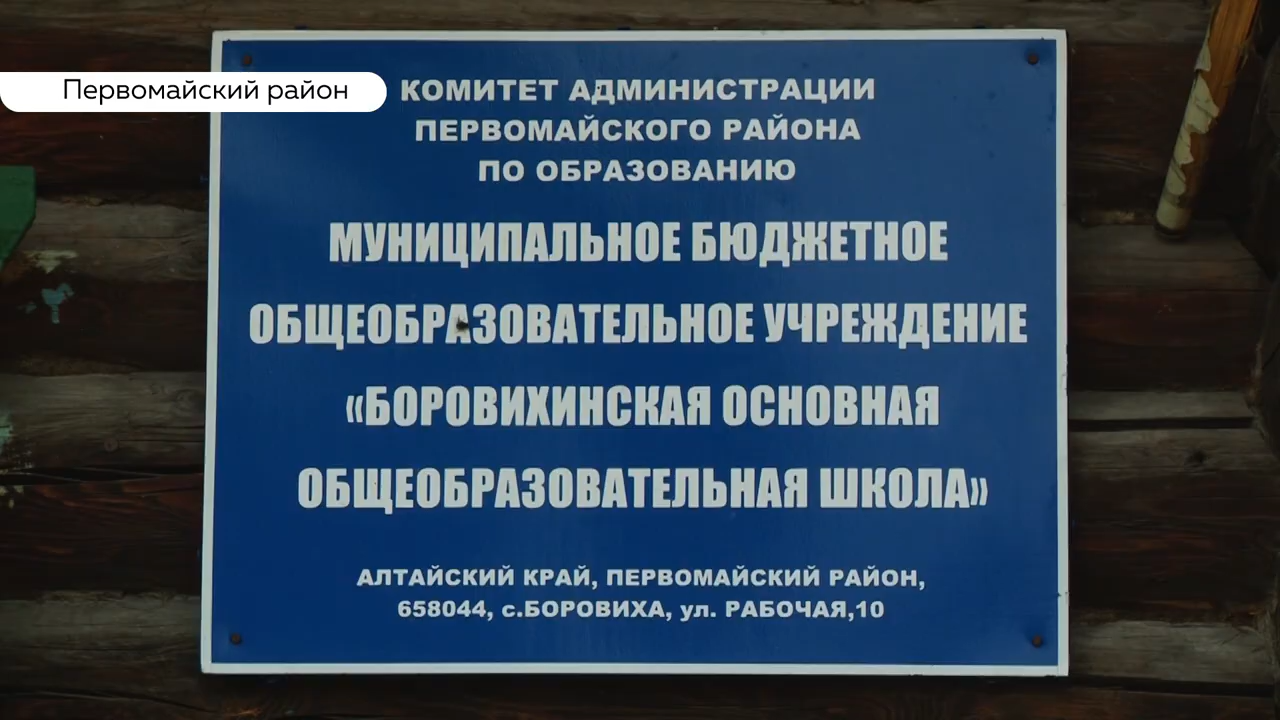 Первомайский район
КОМИТЕТ АДМИНИСТРАЦИИ
ПЕРВОМАЙСКОГО РАЙОНА
ПО ОБРАЗОВАНИЮ
МУНИЦИПАЛЬНОЕ БЮДЖЕТНОЕ
ОБЩЕОБРАЗОВАТЕЛЬНОЕ УЧРЕЖДЕНИЕ
«БОРОВИХИНСКАЯ ОСНОВНАЯ
ОБЩЕОБРАЗОВАТЕЛЬНАЯ ШКОЛА»
АЛТАЙСКИЙ КРАЙ, ПЕРВОМАЙСКИЙ РАЙОН,
658044, с.БОРОВИХА, ул. РАБОЧАЯ,10